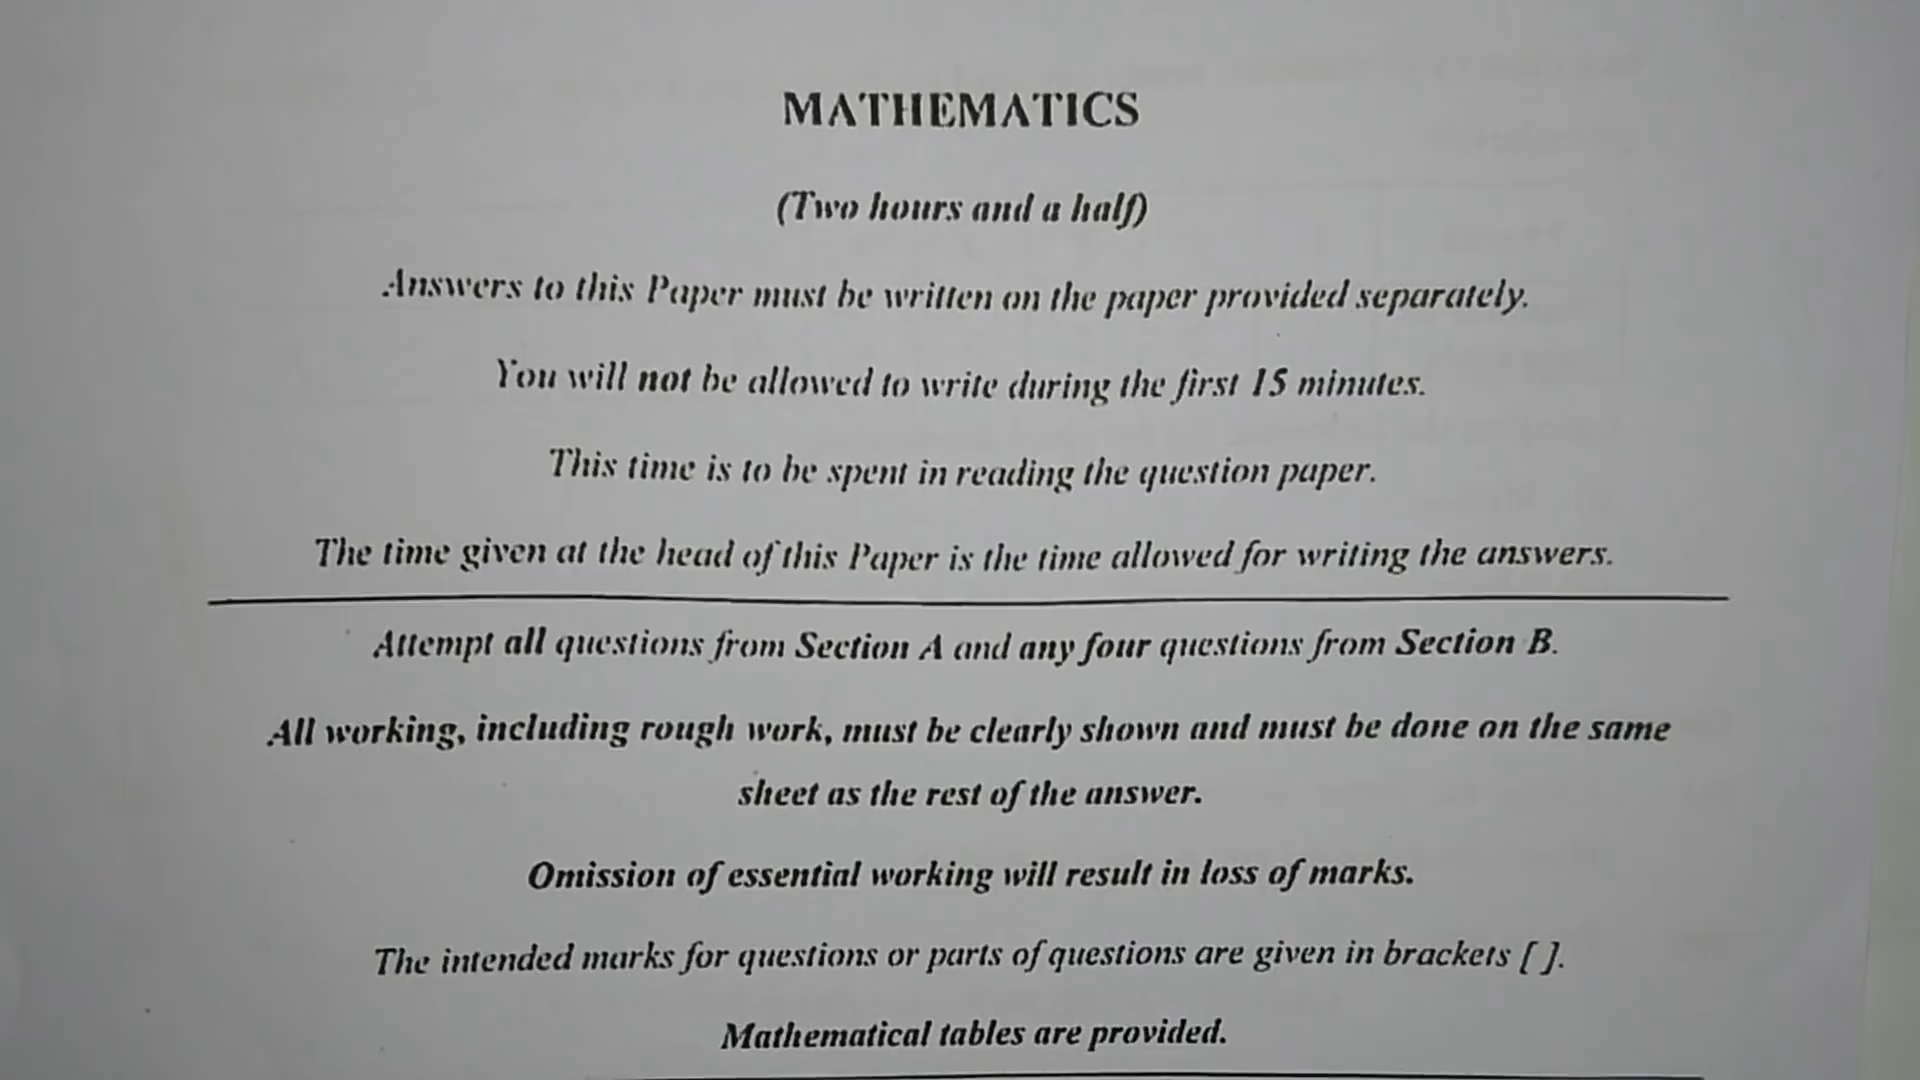 MATHEMATICS
(Two hours and a half)
Answers to this Paper must be written on the paper provided separately.
You will not be allowed to write during the first 15 minutes.
This time is to be spent in reading the question paper.
The time given at the head of this Paper is the time allowed for writing the answers.
Attempt all questions from Section A and any four questions from Section B.
All working, including rough work, must be clearly shown and must be done on the same
sheet as the rest of the answer.
Omission of essential working will result in loss of marks.
The intended marks for questions or parts of questions are given in brackets [ ].
Mathematical tables are provided.